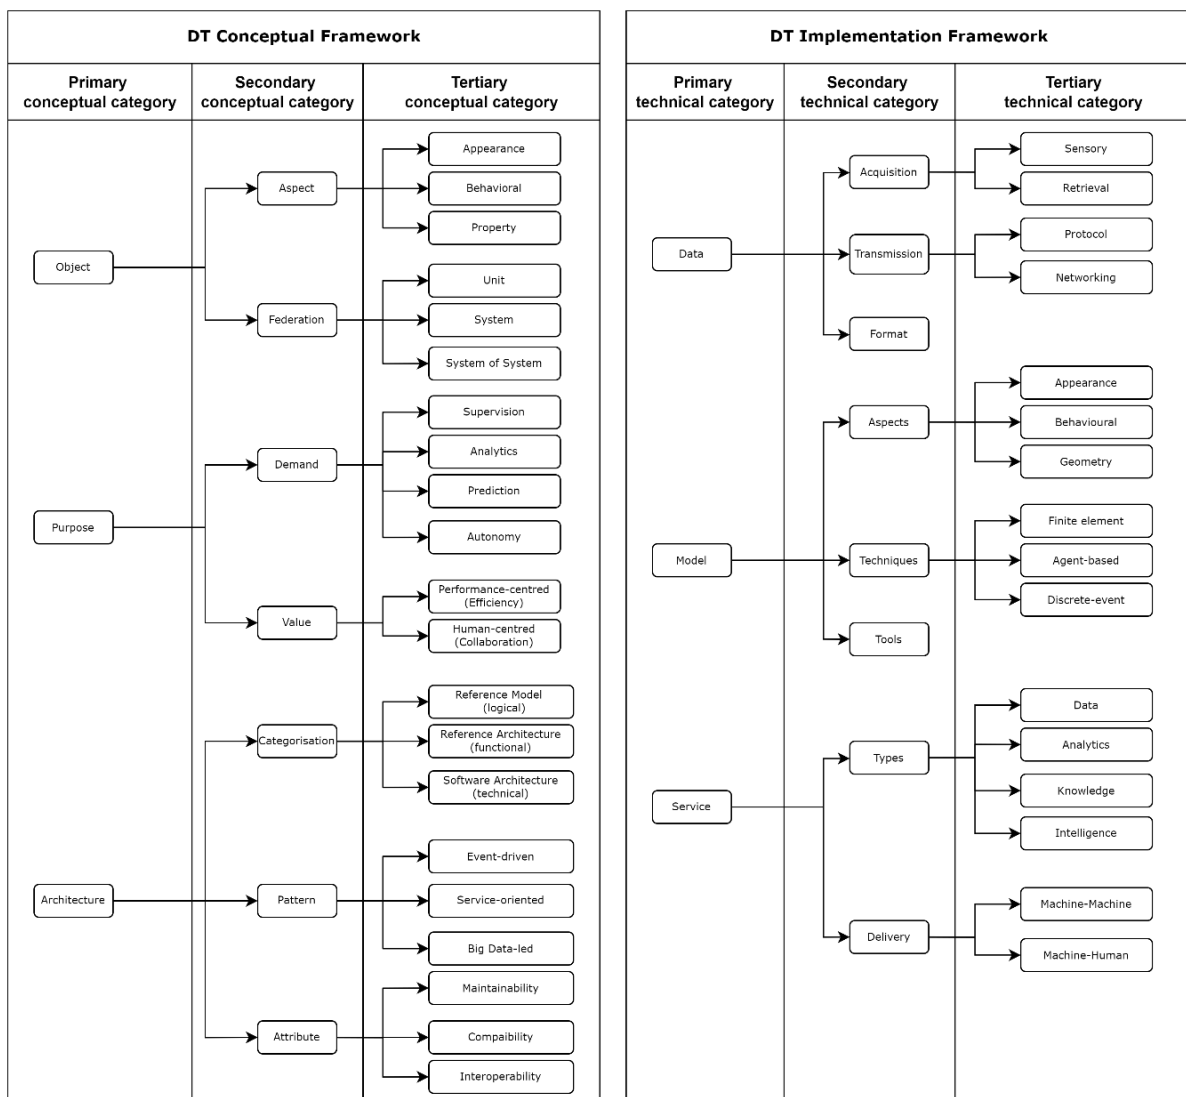 DT Conceptual Framework
Primary
conceptual category
Secondary
conceptual category
Tertiary
conceptual category
Object
Aspect
Appearance
Behavioral
Property
Federation
Unit
System
System of System
Purpose
Demand
Supervision
Analytics
Prediction
Autonomy
Value
Performance-centred
(Efficiency)
Human-centred
(Collaboration)
Architecture
Categorisation
Reference Model
(logical)
Reference Architecture
(functional)
Software Architecture
(technical)
Pattern
Event-driven
Service-oriented
Big Data-led
Attribute
Maintainability
Compaibility
Interoperability
DT Implementation Framework
Primary
technical category
Secondary
technical category
Tertiary
technical category
Data
Acquisition
Sensory
Retrieval
Transmission
Protocol
Networking
Format
Model
Aspects
Appearance
Behavioural
Geometry
Techniques
Finite element
Agent-based
Discrete-event
Tools
Service
Types
Data
Analytics
Knowledge
Intelligence
Delivery
Machine-Machine
Machine-Human